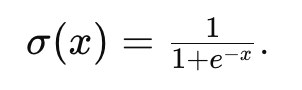 σ(x) = 1/(1+e^{-x}).